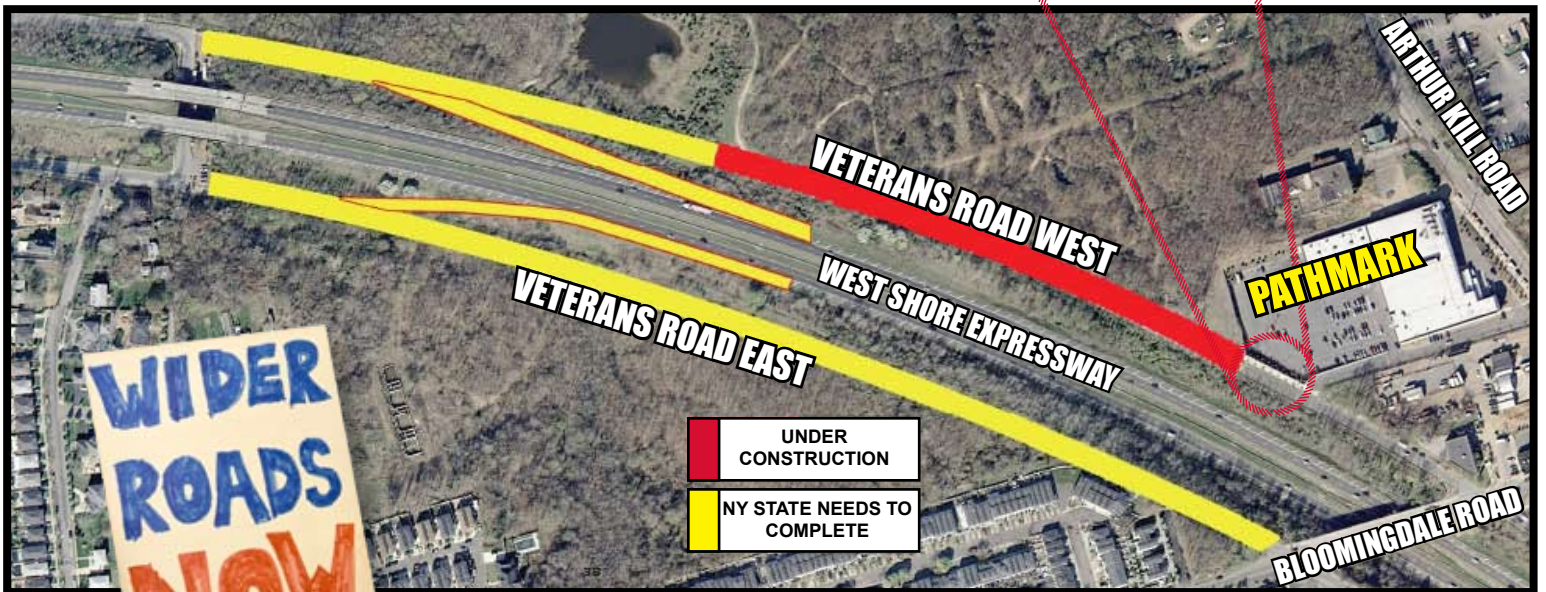 ARTHUR KILL ROAD
VETERANS ROAD WEST
PATHMARK
WEST SHORE EXPRESSWAY
VETERANS ROAD EAST
WIDER
ROADS
NOW
UNDER
CONSTRUCTION
NY STATE NEEDS TO
COMPLETE
BLOOMINGDALE ROAD